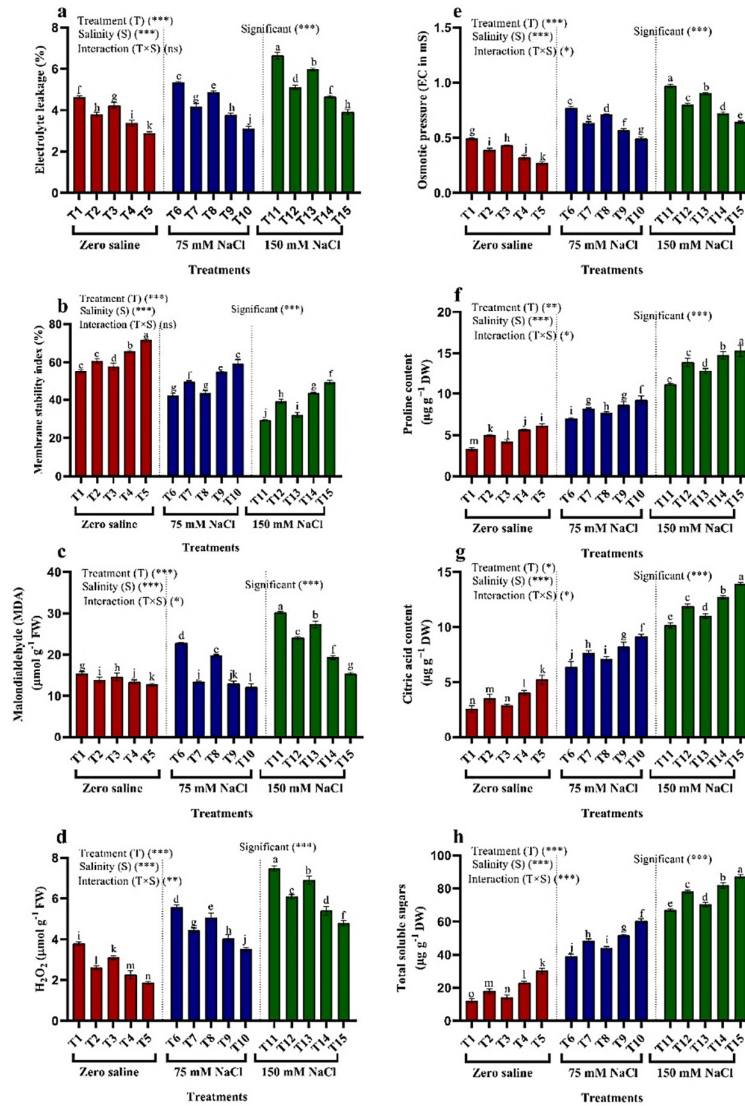 a
Treatment (T) (***)
Salinity (S) (***)
Interaction (T×S) (ns)
Significant (***)
Electrolyte leakage (%)
8
6
4
2
0
f h g i k
c g d h j
a d b f h
T1 T2 T3 T4 T5 T6 T7 T8 T9 T10 T11 T12 T13 T14 T15
Zero saline 75 mM NaCl 150 mM NaCl
Treatments
b
Treatment (T) (***)
Salinity (S) (***)
Interaction (T×S) (ns)
Significant (***)
Membrane stability index (%)
80
60
40
20
0
e c d b a
g f g e c
j h i g f
T1 T2 T3 T4 T5 T6 T7 T8 T9 T10 T11 T12 T13 T14 T15
Zero saline 75 mM NaCl 150 mM NaCl
Treatments
c
Treatment (T) (***)
Salinity (S) (***)
Interaction (T×S) (*)
Significant (***)
Malondialdehyde (MDA)
(µmol g⁻¹ FW)
40
30
20
10
0
g i h j k
d j e jk l
a c b f g
T1 T2 T3 T4 T5 T6 T7 T8 T9 T10 T11 T12 T13 T14 T15
Zero saline 75 mM NaCl 150 mM NaCl
Treatments
d
Treatment (T) (***)
Salinity (S) (***)
Interaction (T×S) (**)
Significant (***)
H₂O₂ (µmol g⁻¹ FW)
8
6
4
2
0
i l k m n
d g e h j
a c b e f
T1 T2 T3 T4 T5 T6 T7 T8 T9 T10 T11 T12 T13 T14 T15
Zero saline 75 mM NaCl 150 mM NaCl
Treatments
e
Treatment (T) (***)
Salinity (S) (***)
Interaction (T×S) (*)
Significant (***)
Osmotic pressure (EC in mS)
1.5
1.0
0.5
0.0
g i h j k
c e d f g
a c b d e
T1 T2 T3 T4 T5 T6 T7 T8 T9 T10 T11 T12 T13 T14 T15
Zero saline 75 mM NaCl 150 mM NaCl
Treatments
f
Treatment (T) (**)
Salinity (S) (***)
Interaction (T×S) (*)
Significant (***)
Proline content
(µg g⁻¹ DW)
20
15
10
5
0
m k l j i
i g h g f
e c d b a
T1 T2 T3 T4 T5 T6 T7 T8 T9 T10 T11 T12 T13 T14 T15
Zero saline 75 mM NaCl 150 mM NaCl
Treatments
g
Treatment (T) (*)
Salinity (S) (***)
Interaction (T×S) (*)
Significant (***)
Citric acid content
(µg g⁻¹ DW)
15
10
5
0
n m n l k
j h i g f
e c d b a
T1 T2 T3 T4 T5 T6 T7 T8 T9 T10 T11 T12 T13 T14 T15
Zero saline 75 mM NaCl 150 mM NaCl
Treatments
h
Treatment (T) (***)
Salinity (S) (***)
Interaction (T×S) (***)
Significant (***)
Total soluble sugars
(µg g⁻¹ DW)
100
80
60
40
20
0
o m n l k
j h i g f
e c d b a
T1 T2 T3 T4 T5 T6 T7 T8 T9 T10 T11 T12 T13 T14 T15
Zero saline 75 mM NaCl 150 mM NaCl
Treatments